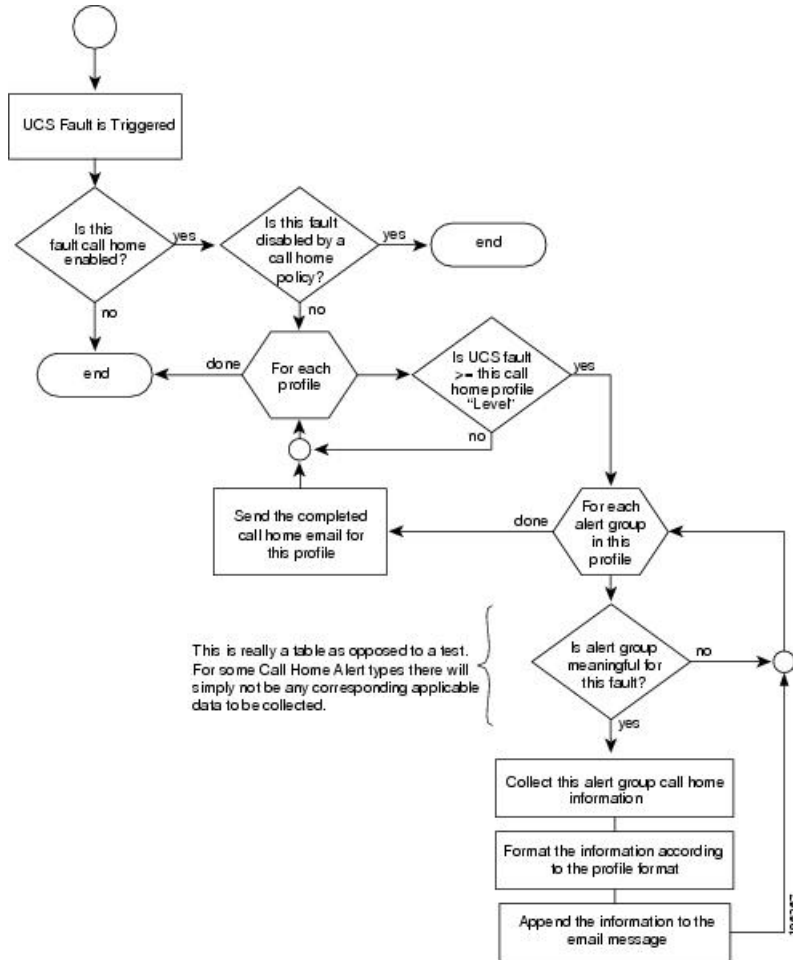 UCS Fault is Triggered
Is this
fault call home
enabled?
yes
Is this fault
disabled by a
call home
policy?
yes
end
no
no
end
done
For each
profile
Is UCS fault
>= this call
home profile
"Level"
yes
no
Send the completed
call home email for
this profile
done
For each
alert group
in this
profile
This is really a table as opposed to a test.
For some Call Home Alert types there will
simply not be any corresponding applicable
data to be collected.
Is alert group
meaningful for
this fault?
no
yes
Collect this alert group call home
information
Format the information according
to the profile format
Append the information to the
email message